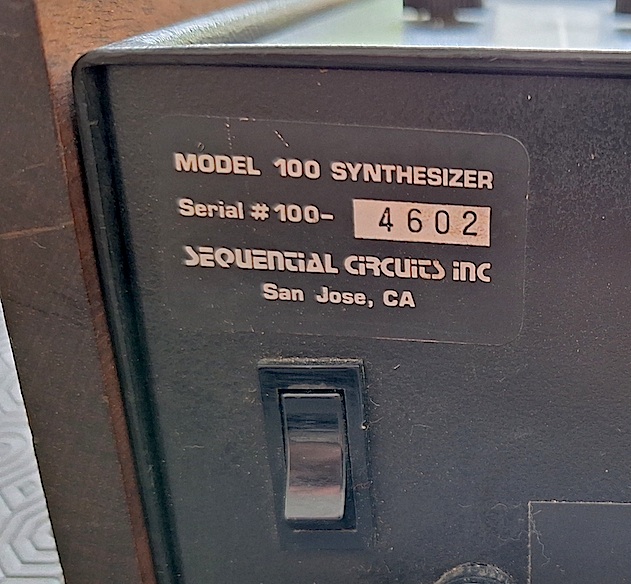 MODEL 100 SYNTHESIZER
Serial #100- 4602
SEQUENTIAL CIRCUITS INC
San Jose, CA